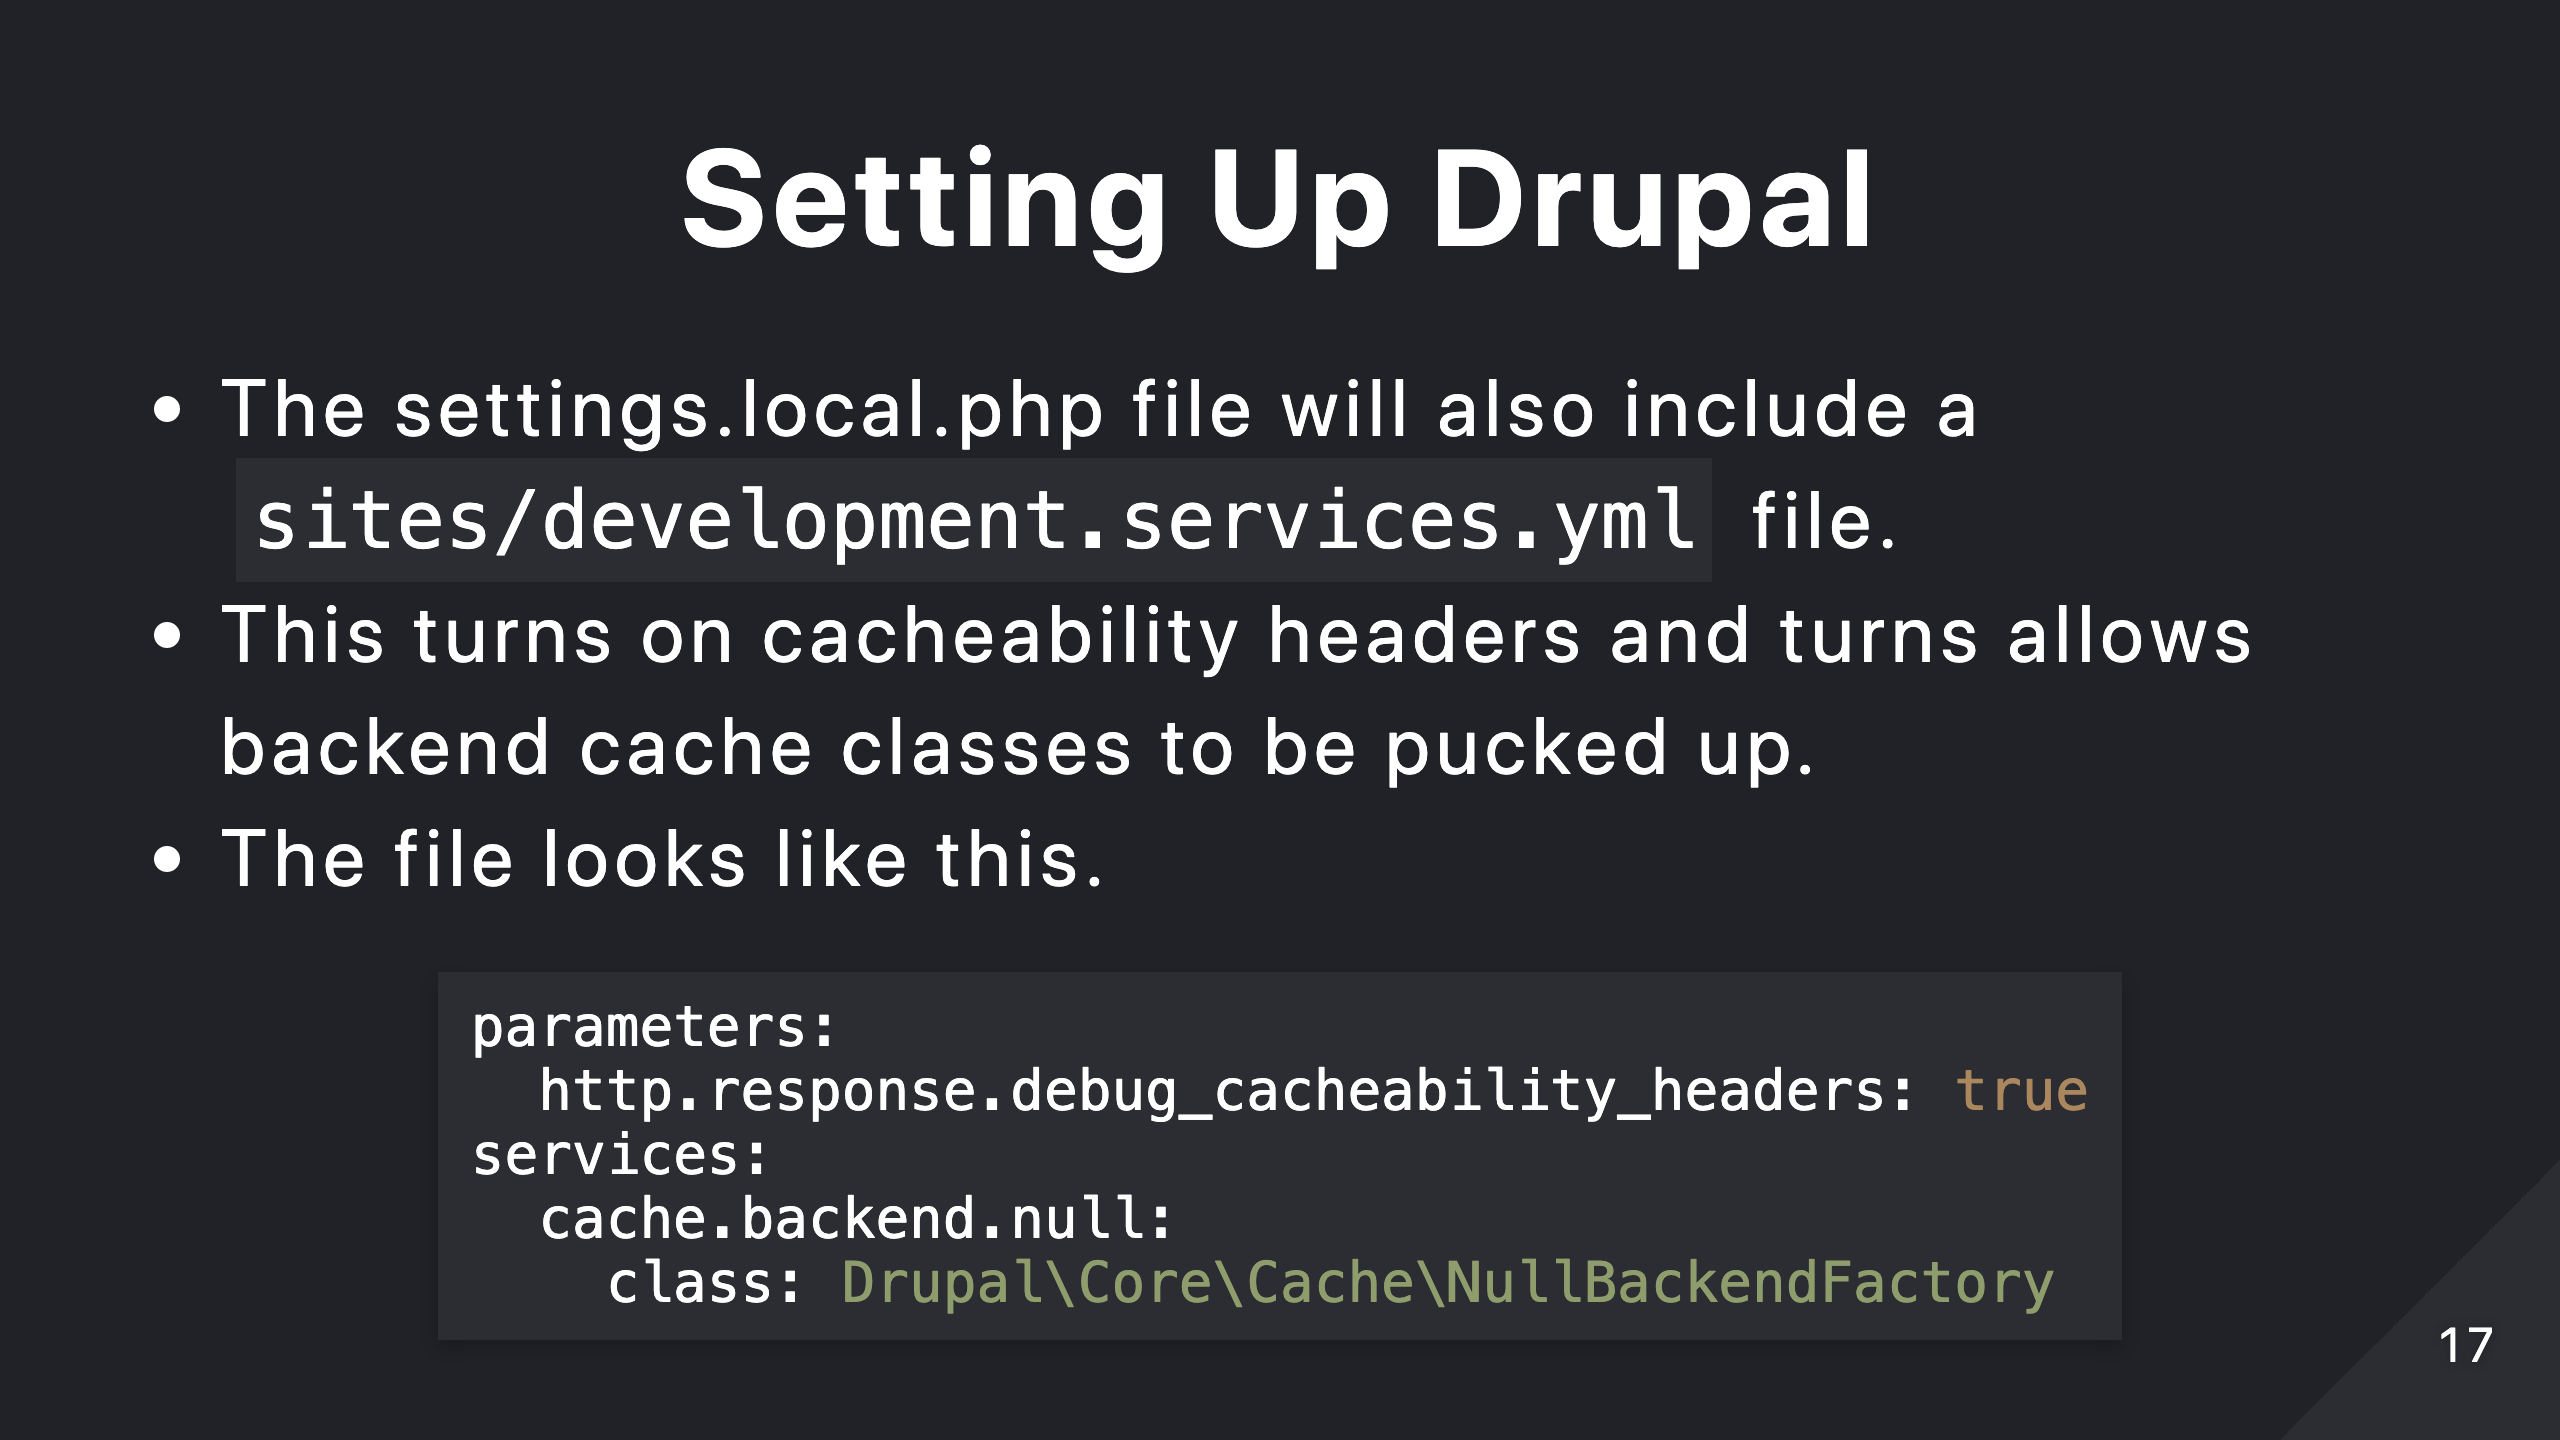 Setting Up Drupal
• The settings.local.php file will also include a
sites/development.services.yml file.
• This turns on cacheability headers and turns allows
backend cache classes to be pucked up.
• The file looks like this.
parameters:
  http.response.debug_cacheability_headers: true
services:
  cache.backend.null:
    class: Drupal\Core\Cache\NullBackendFactory
17